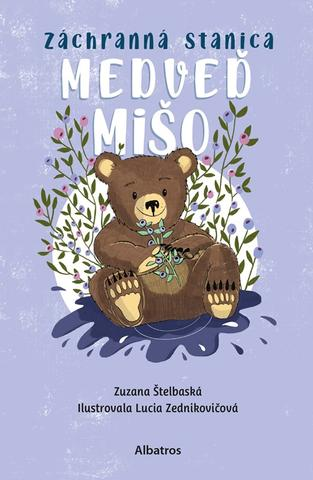 Záchranná stanica
MEDVEĎ
MiŠO
Zuzana Štelbaská
Ilustrovala Lucia Zednikovičová
Albatros